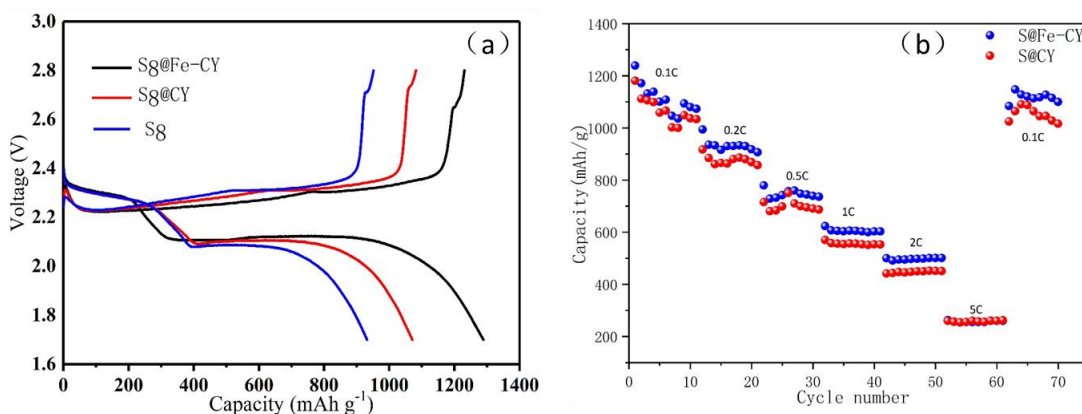 (a)
3.0
2.8
2.6
2.4
2.2
2.0
1.8
1.6
Voltage (V)
S8@Fe-CY
S8@CY
S8
0 200 400 600 800 1000 1200 1400
Capacity (mAh g⁻¹)
(b)
1400
1200
1000
800
600
400
200
Capacity(mAh/g)
S@Fe-CY
S@CY
0.1C
0.2C
0.5C
1C
2C
5C
0.1C
0 10 20 30 40 50 60 70
Cycle number